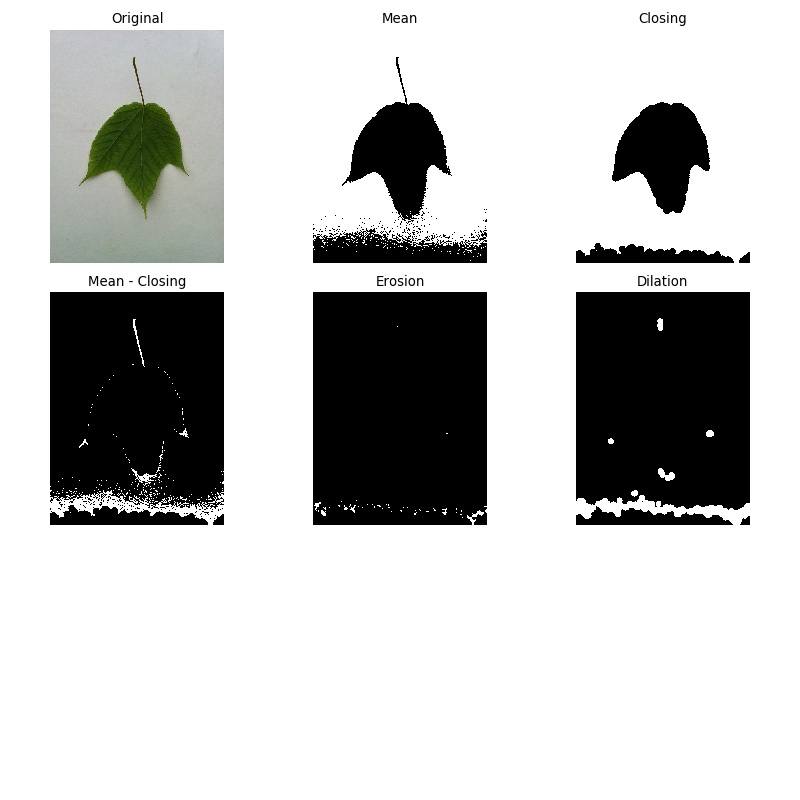 Original
Mean
Closing
Mean - Closing
Erosion
Dilation